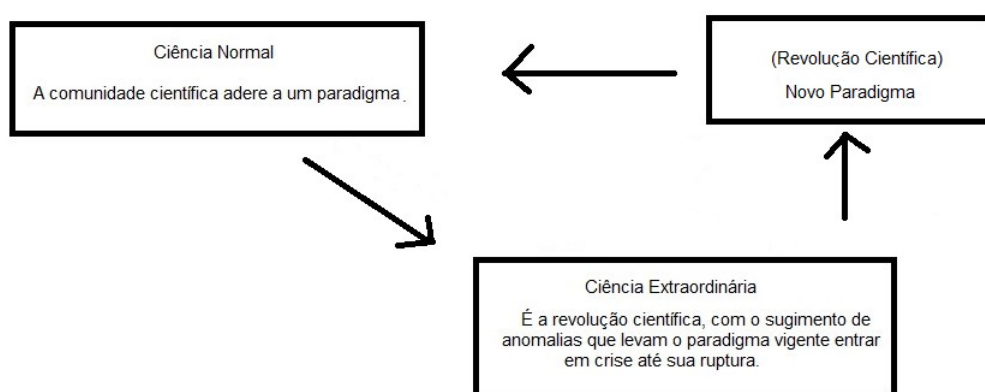 Ciência Normal
A comunidade científica adere a um paradigma .
(Revolução Científica)
Novo Paradigma
Ciência Extraordinária
É a revolução científica, com o sugimento de
anomalias que levam o paradigma vigente entrar
em crise até sua ruptura.